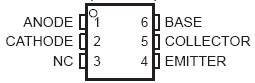 ANODE 1 6 BASE
CATHODE 2 5 COLLECTOR
NC 3 4 EMITTER